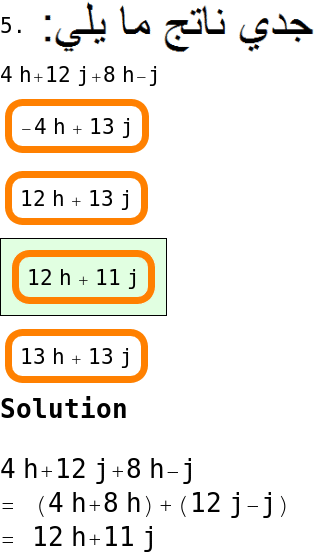 5. جدي ناتج ما يلي:
4 h+12 j+8 h−j
−4 h + 13 j
12 h + 13 j
12 h + 11 j
13 h + 13 j
Solution
4 h+12 j+8 h−j
= (4 h+8 h)+(12 j−j)
= 12 h+11 j